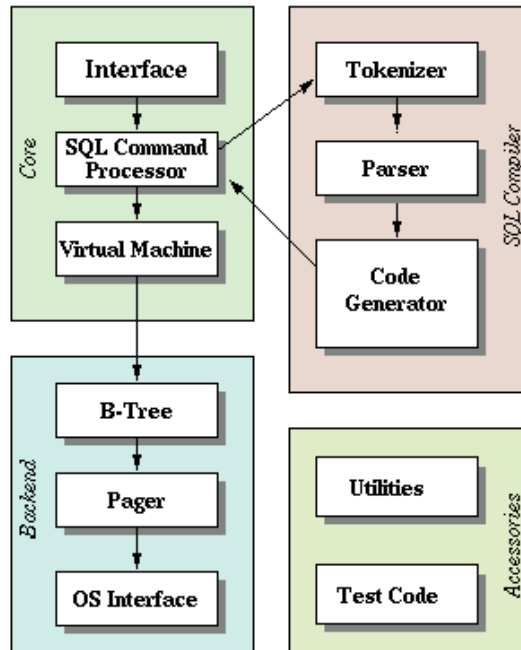 Interface
SQL Command
Processor
Virtual Machine
Core
Tokenizer
Parser
Code
Generator
SQL Compiler
B-Tree
Pager
OS Interface
Backend
Utilities
Test Code
Accessories